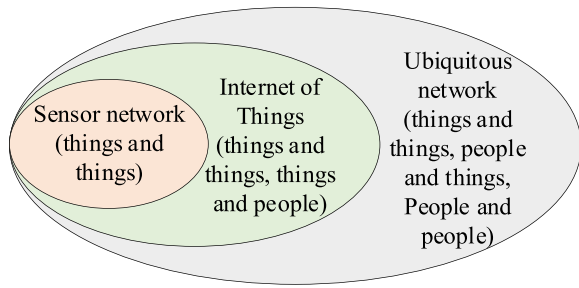 Sensor network
(things and
things)
Internet of
Things
(things and
things, things
and people)
Ubiquitous
network
(things and
things, people
and things,
People and
people)